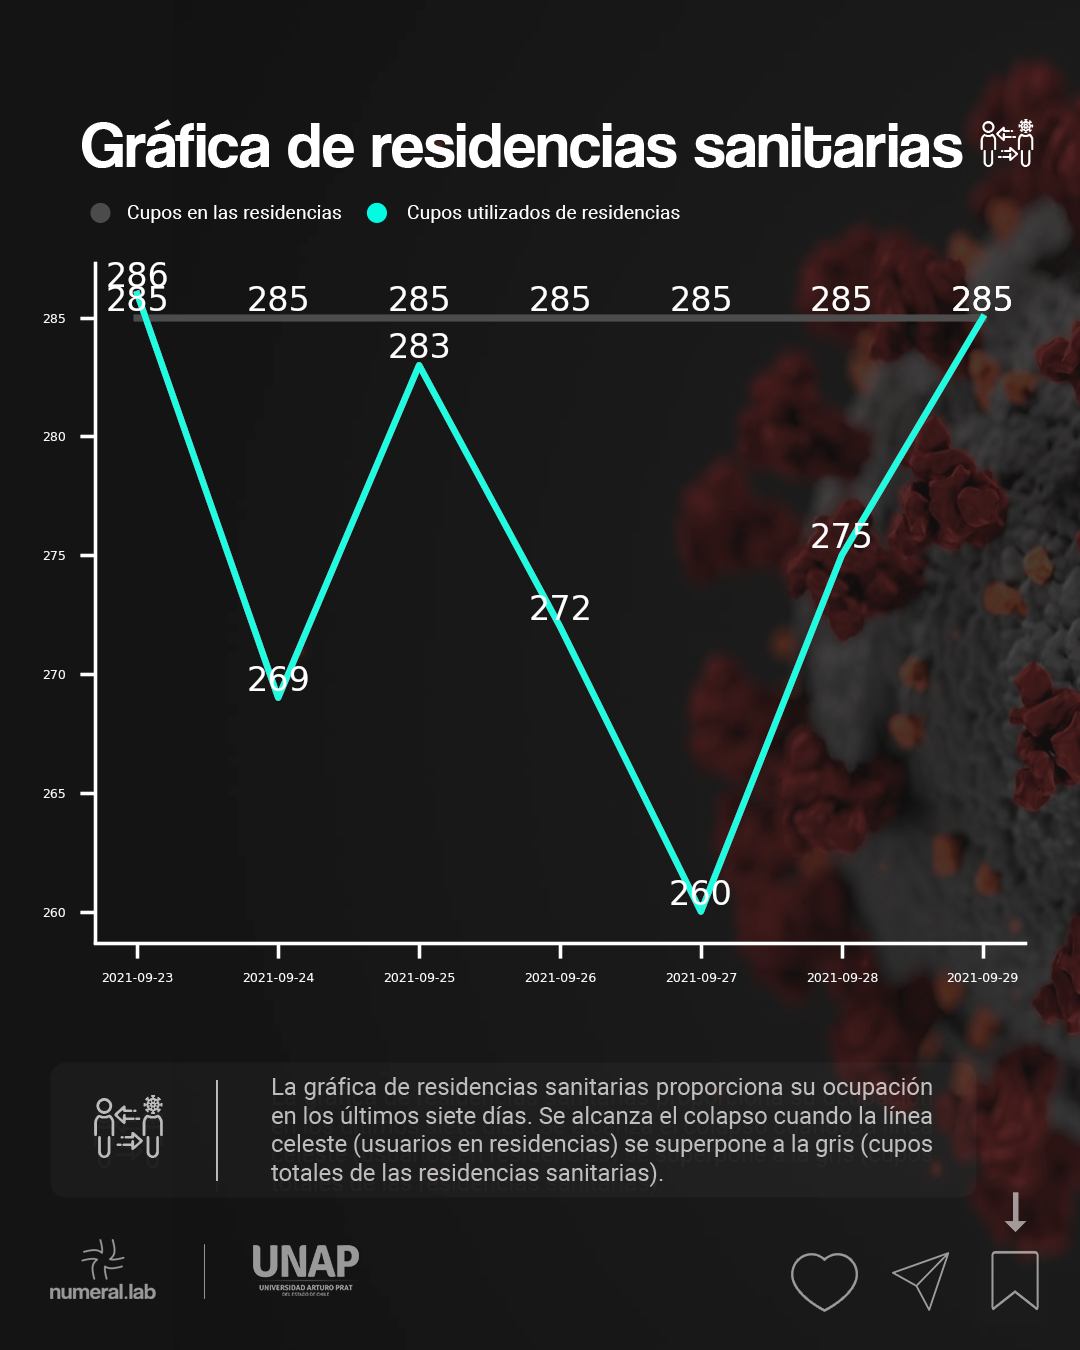 Gráfica de residencias sanitarias
Cupos en las residencias
Cupos utilizados de residencias
286
285 285 285 285 285 285 285
285
283
280
275
275
272
270
269
265
260
260
2021-09-23 2021-09-24 2021-09-25 2021-09-26 2021-09-27 2021-09-28 2021-09-29
La gráfica de residencias sanitarias proporciona su ocupación
en los últimos siete días. Se alcanza el colapso cuando la línea
celeste (usuarios en residencias) se superpone a la gris (cupos
totales de las residencias sanitarias).
numeral.lab
UNAP
UNIVERSIDAD ARTURO PRAT
DEL ESTADO DE CHILE